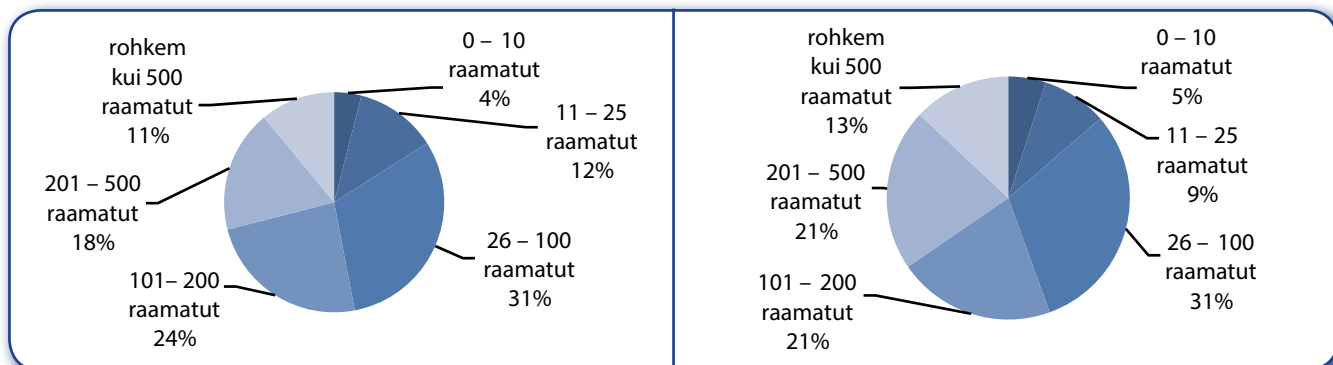 rohkem
kui 500
raamatut
11%
0 – 10
raamatut
4%
11 – 25
raamatut
12%
201 – 500
raamatut
18%
26 – 100
raamatut
31%
101– 200
raamatut
24%
rohkem
kui 500
raamatut
13%
0 – 10
raamatut
5%
11 – 25
raamatut
9%
201 – 500
raamatut
21%
26 – 100
raamatut
31%
101 – 200
raamatut
21%